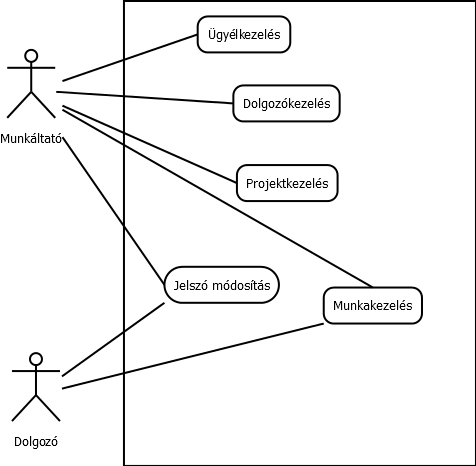 Ügyélkezelés
Dolgozókezelés
Munkáltató
Projektkezelés
Jelszó módosítás
Munkakezelés
Dolgozó